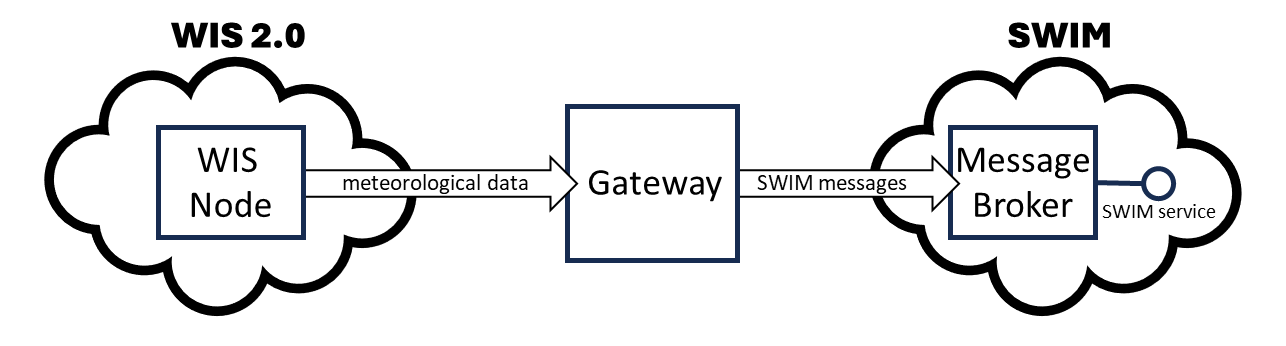 WIS 2.0
SWIM
WIS
Node
meteorological data
Gateway
SWIM messages
Message
Broker
SWIM service